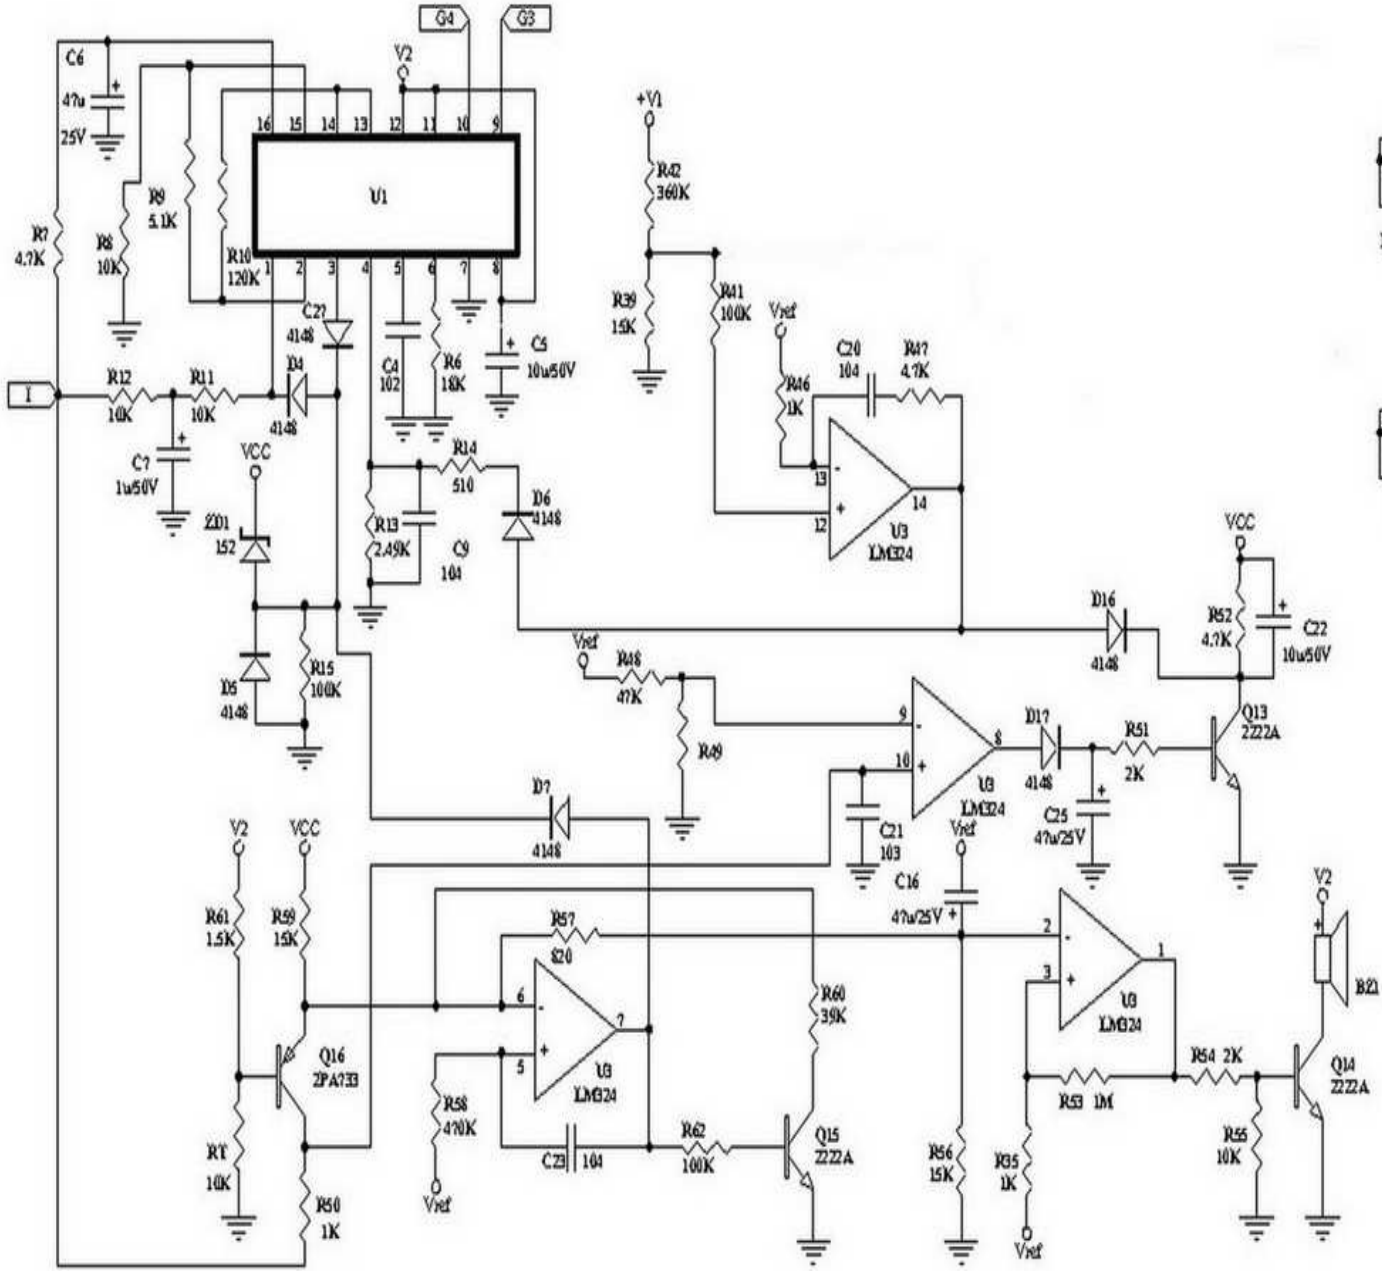 G4
G3
C6
47u
25V
V2
+V1
16
15
14
13
12
11
10
9
U1
R42
360K
R9
5.1K
R7
4.7K
R8
10K
R10
120K
1
2
3
4
5
6
7
8
C2?
4148
R39
15K
R41
100K
Vref
C20
104
R47
4.7K
C4
102
R6
18K
C5
10u/50V
I
R12
10K
R11
10K
D4
4148
R46
1K
C7
1u/50V
VCC
R14
510
D6
4148
13
12
14
U3
LM324
ZD1
152
R13
2.49K
C9
104
VCC
D16
4148
R52
4.7K
C22
10u/50V
Vref
R48
47K
D5
4148
R15
100K
R49
9
10
8
U3
LM324
D17
4148
R51
2K
Q13
2222A
D7
4148
C21
103
Vref
C25
47u/25V
V2
VCC
C16
47u/25V
V2
R61
1.5K
R59
15K
R57
820
2
3
1
U3
LM324
BZ1
6
5
7
U3
LM324
R60
39K
Q16
2PA733
R54 2K
Q14
2222A
R53 1M
R58
470K
RT
10K
R50
1K
C23
104
R62
100K
Q15
2222A
R56
15K
R35
1K
R55
10K
Vref
Vref